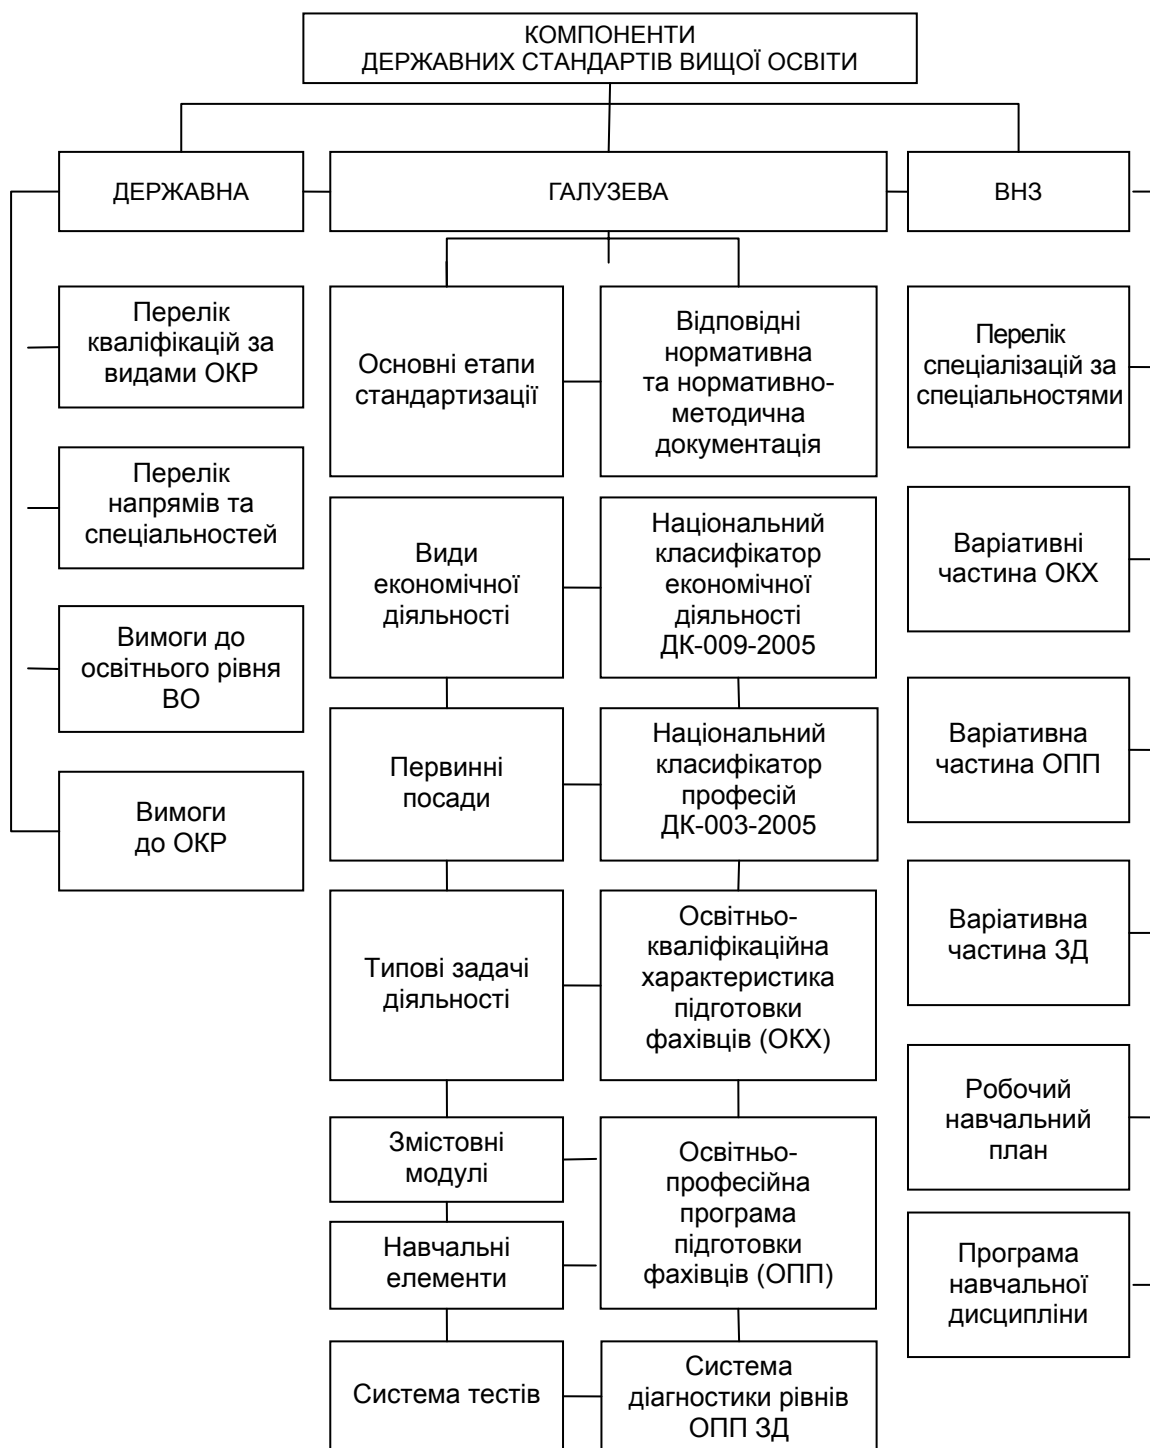 КОМПОНЕНТИ
ДЕРЖАВНИХ СТАНДАРТІВ ВИЩОЇ ОСВІТИ
ДЕРЖАВНА
ГАЛУЗЕВА
ВНЗ
Перелік
кваліфікацій за
видами ОКР
Перелік
напрямів та
спеціальностей
Вимоги до
освітнього рівня
ВО
Вимоги
до ОКР
Основні етапи
стандартизації
Відповідні
нормативна
та нормативно-
методична
документація
Види
економічної
діяльності
Національний
класифікатор
економічної
діяльності
ДК-009-2005
Первинні
посади
Національний
класифікатор
професій
ДК-003-2005
Типові задачі
діяльності
Освітньо-
кваліфікаційна
характеристика
підготовки
фахівців (ОКХ)
Змістовні
модулі
Навчальні
елементи
Освітньо-
професійна
програма
підготовки
фахівців (ОПП)
Система тестів
Система
діагностики рівнів
ОПП ЗД
Перелік
спеціалізацій за
спеціальностями
Варіативні
частина ОКХ
Варіативна
частина ОПП
Варіативна
частина ЗД
Робочий
навчальний
план
Програма
навчальної
дисципліни